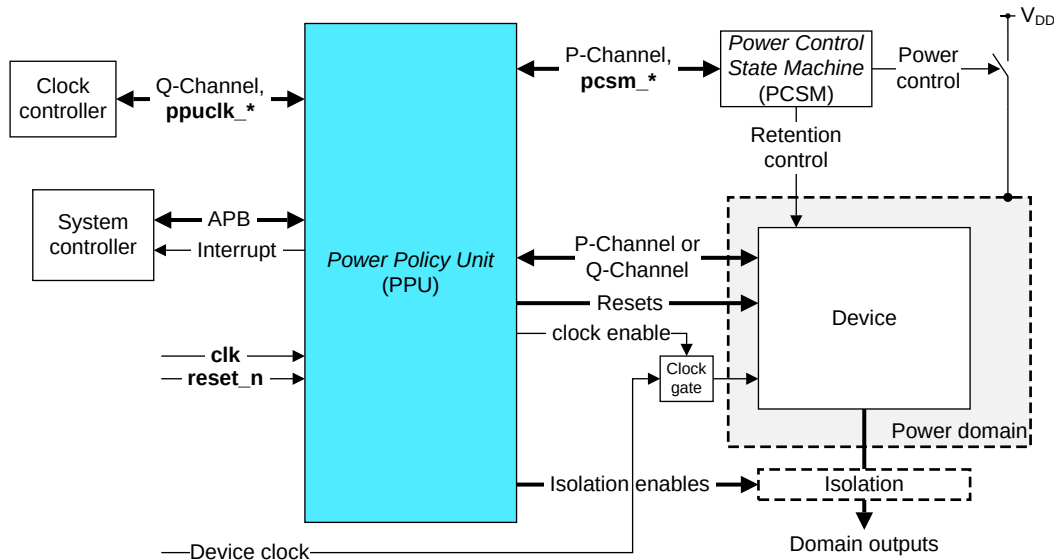 Clock
controller
Q-Channel,
ppuclk_*
System
controller
APB
Interrupt
clk
reset_n
Device clock
Power Policy Unit
(PPU)
P-Channel,
pcsm_*
Power Control
State Machine
(PCSM)
Power
control
VDD
Retention
control
P-Channel or
Q-Channel
Resets
clock enable
Clock
gate
Device
Power domain
Isolation enables
Isolation
Domain outputs